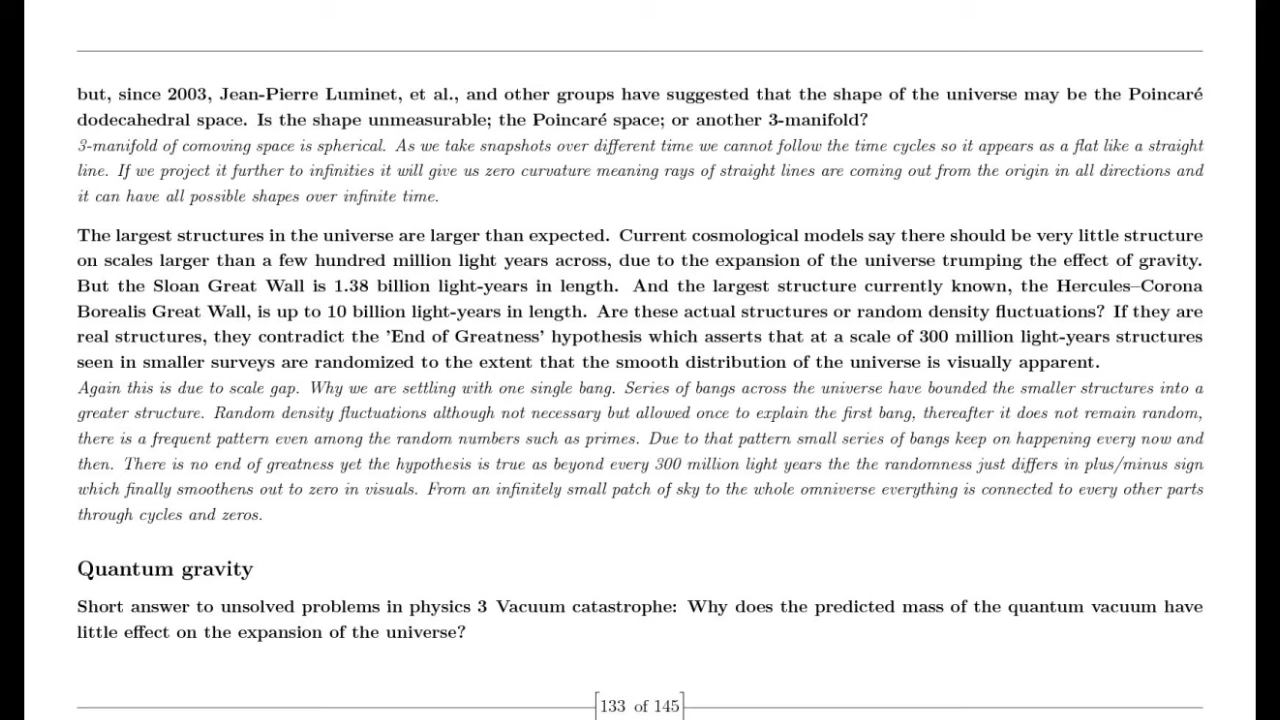 but, since 2003, Jean-Pierre Luminet, et al., and other groups have suggested that the shape of the universe may be the Poincaré
dodecahedral space. Is the shape unmeasurable; the Poincaré space; or another 3-manifold?
3-manifold of comoving space is spherical. As we take snapshots over different time we cannot follow the time cycles so it appears as a flat like a straight
line. If we project it further to infinities it will give us zero curvature meaning rays of straight lines are coming out from the origin in all directions and
it can have all possible shapes over infinite time.
The largest structures in the universe are larger than expected. Current cosmological models say there should be very little structure
on scales larger than a few hundred million light years across, due to the expansion of the universe trumping the effect of gravity.
But the Sloan Great Wall is 1.38 billion light-years in length. And the largest structure currently known, the Hercules–Corona
Borealis Great Wall, is up to 10 billion light-years in length. Are these actual structures or random density fluctuations? If they are
real structures, they contradict the 'End of Greatness' hypothesis which asserts that at a scale of 300 million light-years structures
seen in smaller surveys are randomized to the extent that the smooth distribution of the universe is visually apparent.
Again this is due to scale gap. Why we are settling with one single bang. Series of bangs across the universe have bounded the smaller structures into a
greater structure. Random density fluctuations although not necessary but allowed once to explain the first bang, thereafter it does not remain random,
there is a frequent pattern even among the random numbers such as primes. Due to that pattern small series of bangs keep on happening every now and
then. There is no end of greatness yet the hypothesis is true as beyond every 300 million light years the the randomness just differs in plus/minus sign
which finally smoothens out to zero in visuals. From an infinitely small patch of sky to the whole omniverse everything is connected to every other parts
through cycles and zeros.
Quantum gravity
Short answer to unsolved problems in physics 3 Vacuum catastrophe: Why does the predicted mass of the quantum vacuum have
little effect on the expansion of the universe?
133 of 145